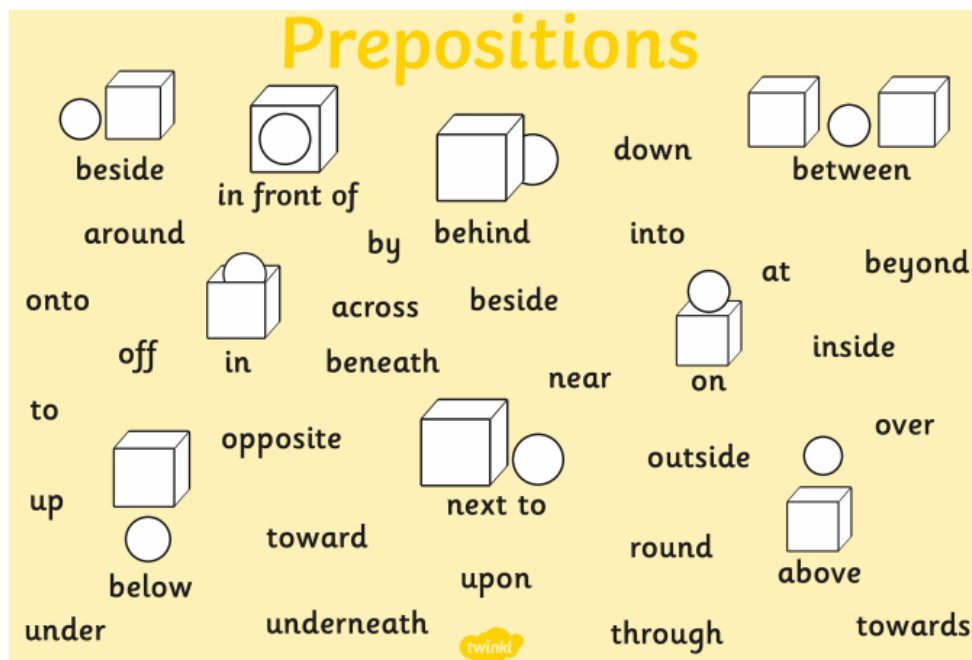 Prepositions
beside
in front of
behind
down
between
around
by
into
at
beyond
onto
across
beside
off
in
beneath
near
on
inside
to
opposite
outside
over
up
next to
toward
round
below
upon
above
under
underneath
twinkl
through
towards